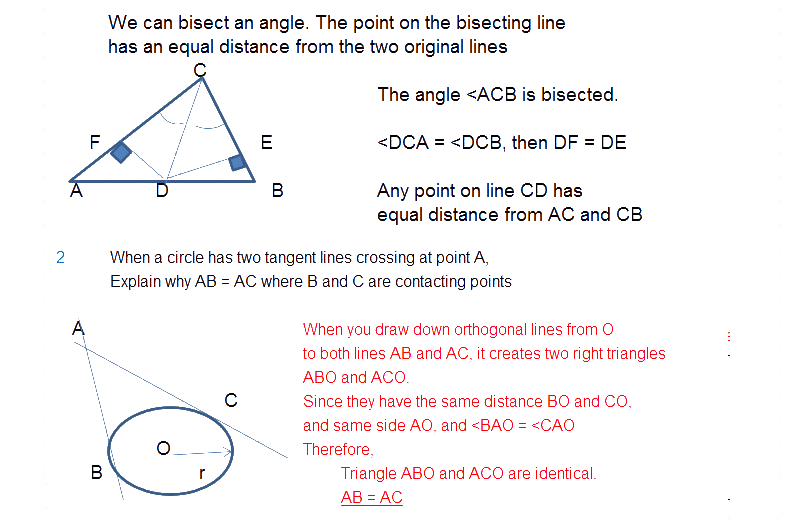 We can bisect an angle. The point on the bisecting line
has an equal distance from the two original lines
C
The angle <ACB is bisected.
F
E
<DCA = <DCB, then DF = DE
A
D
B
Any point on line CD has
equal distance from AC and CB
2
When a circle has two tangent lines crossing at point A,
Explain why AB = AC where B and C are contacting points
A
When you draw down orthogonal lines from O
to both lines AB and AC, it creates two right triangles
ABO and ACO.
C
Since they have the same distance BO and CO,
and same side AO, and <BAO = <CAO
O
Therefore,
B
r
Triangle ABO and ACO are identical.
AB = AC